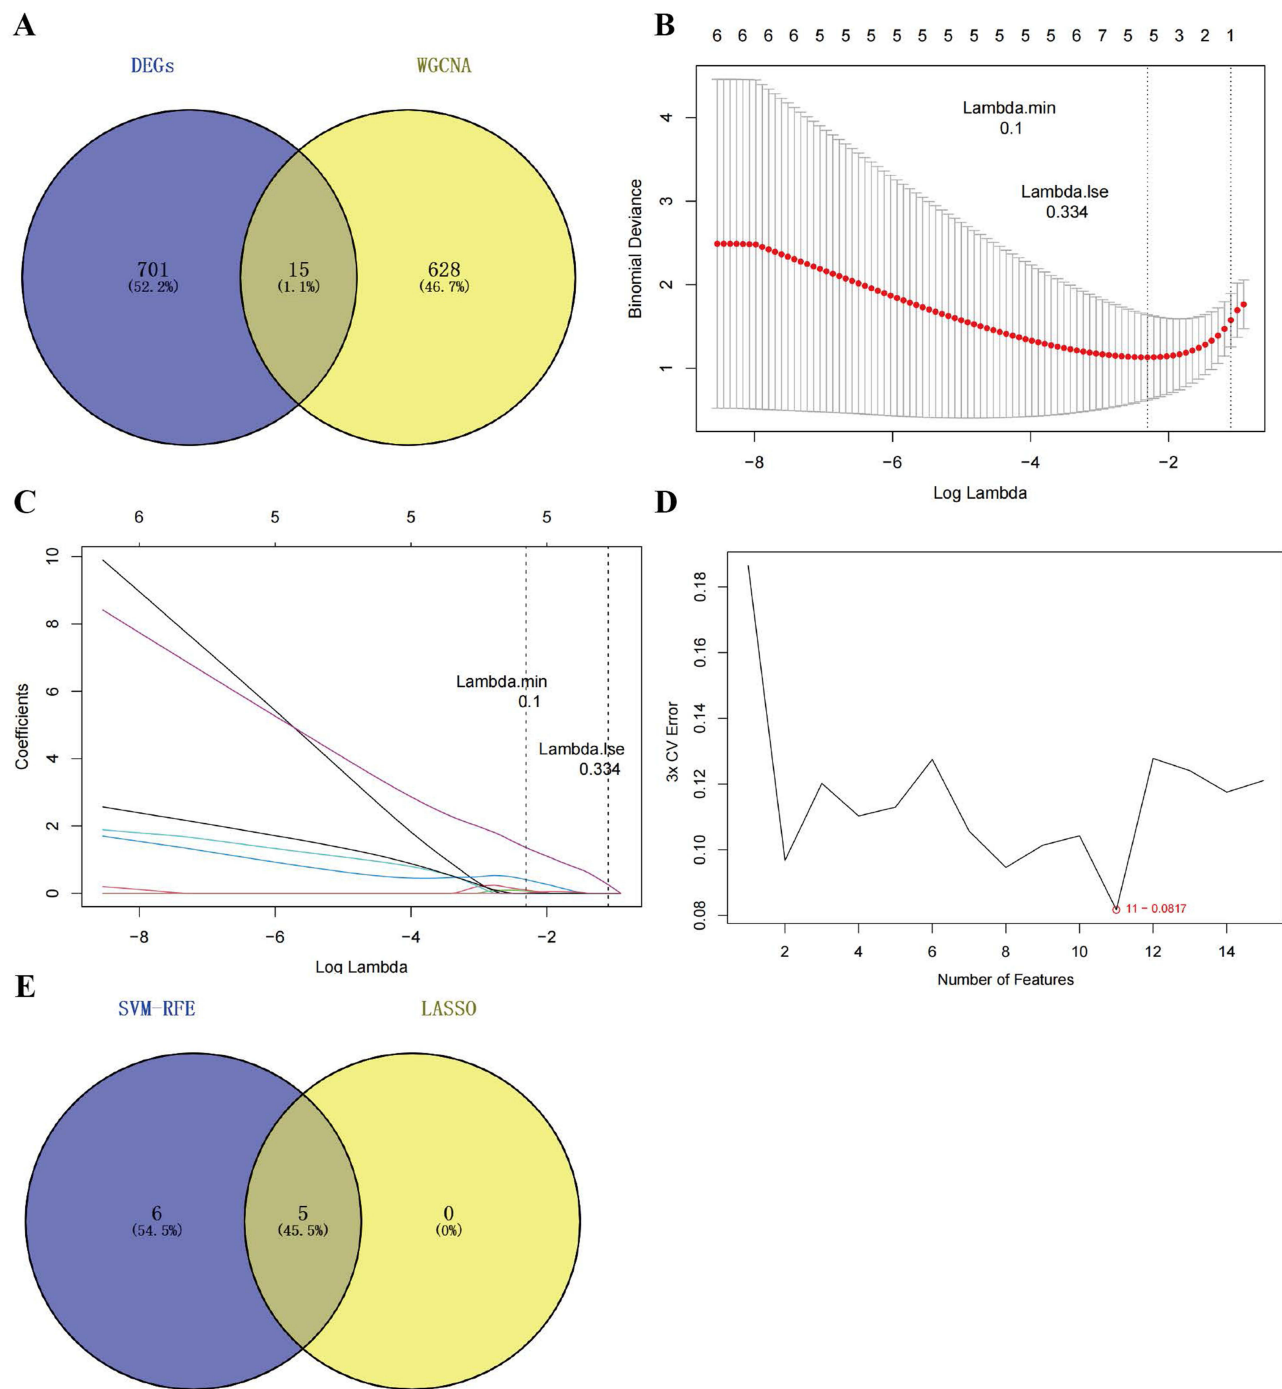 A
DEGs
WGCNA
701
(52.2%)
15
(1.1%)
628
(46.7%)
B
6 6 6 6 5 5 5 5 5 5 5 5 5 5 6 7 5 5 3 2 1
Binomial Deviance
4
3
2
1
Lambda.min
0.1
Lambda.lse
0.334
−8 −6 −4 −2
Log Lambda
C
6 5 5 5
Coefficients
10
8
6
4
2
0
Lambda.min
0.1
Lambda.lse
0.334
−8 −6 −4 −2
Log Lambda
D
3x CV Error
0.18
0.16
0.14
0.12
0.10
0.08
11 − 0.0817
2 4 6 8 10 12 14
Number of Features
E
SVM-RFE
LASSO
6
(54.5%)
5
(45.5%)
0
(0%)